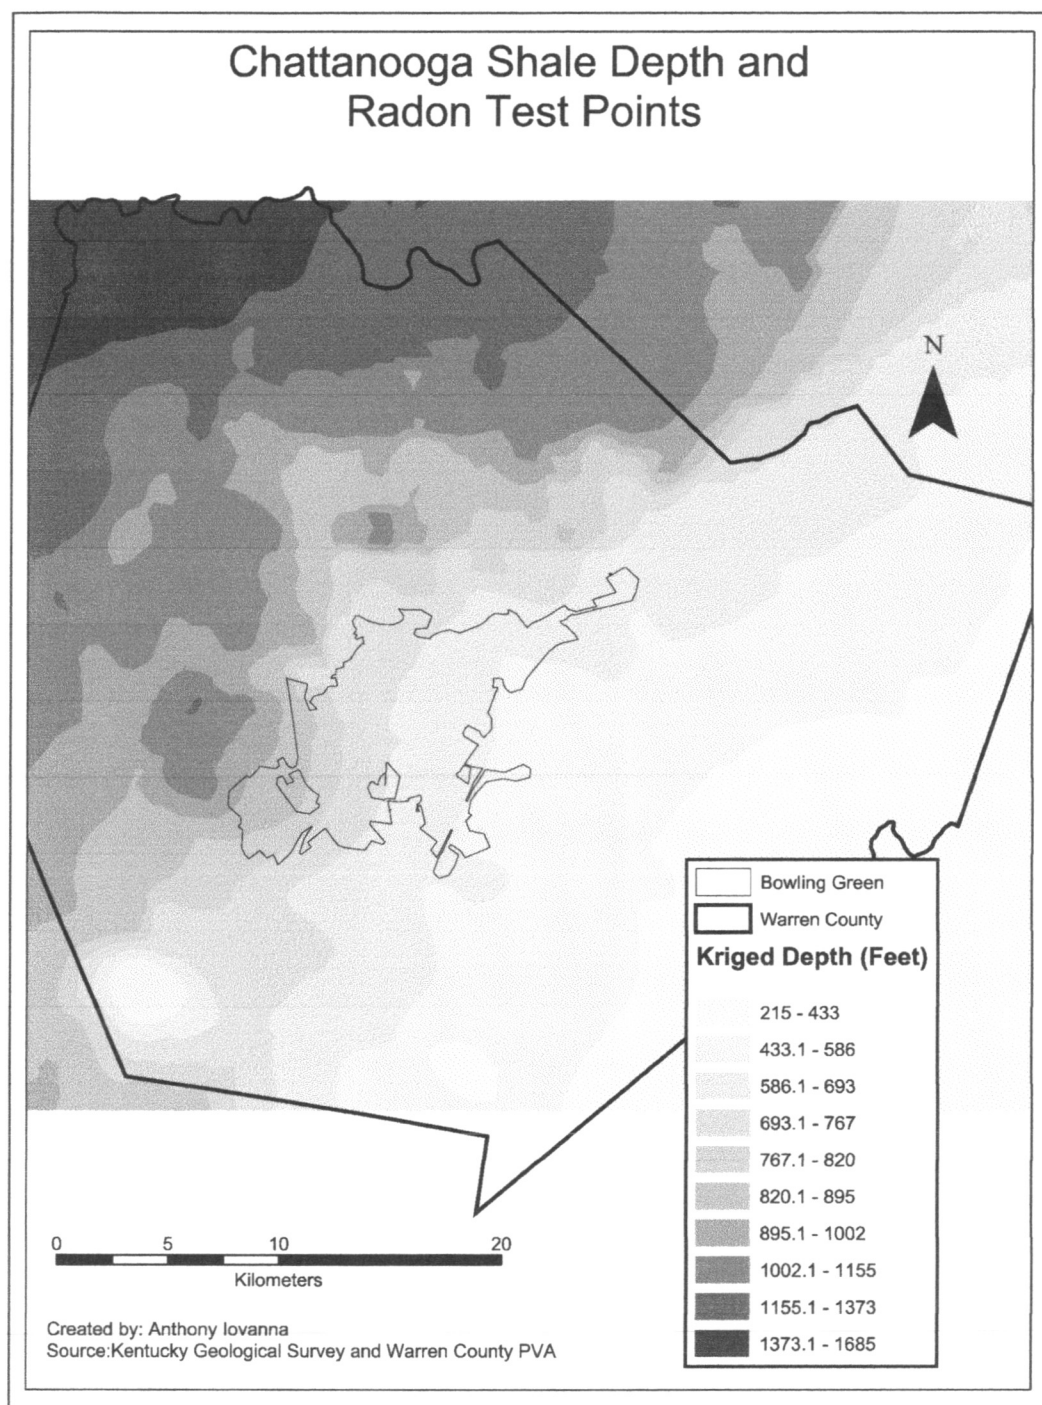 Chattanooga Shale Depth and
Radon Test Points
N
Bowling Green
Warren County
Kriged Depth (Feet)
215 - 433
433.1 - 586
586.1 - 693
693.1 - 767
767.1 - 820
820.1 - 895
895.1 - 1002
1002.1 - 1155
1155.1 - 1373
1373.1 - 1685
0 5 10 20
Kilometers
Created by: Anthony Iovanna
Source:Kentucky Geological Survey and Warren County PVA